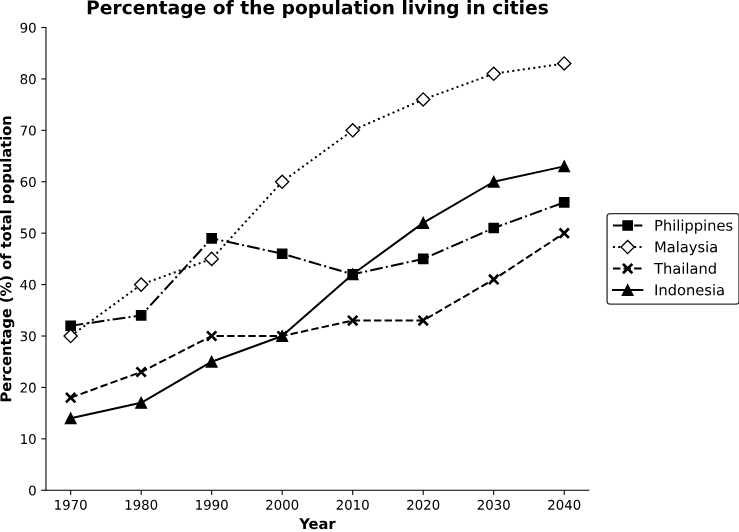 Percentage of the population living in cities
Percentage (%) of total population
90
80
70
60
50
40
30
20
10
0
1970 1980 1990 2000 2010 2020 2030 2040
Year
Philippines
Malaysia
Thailand
Indonesia